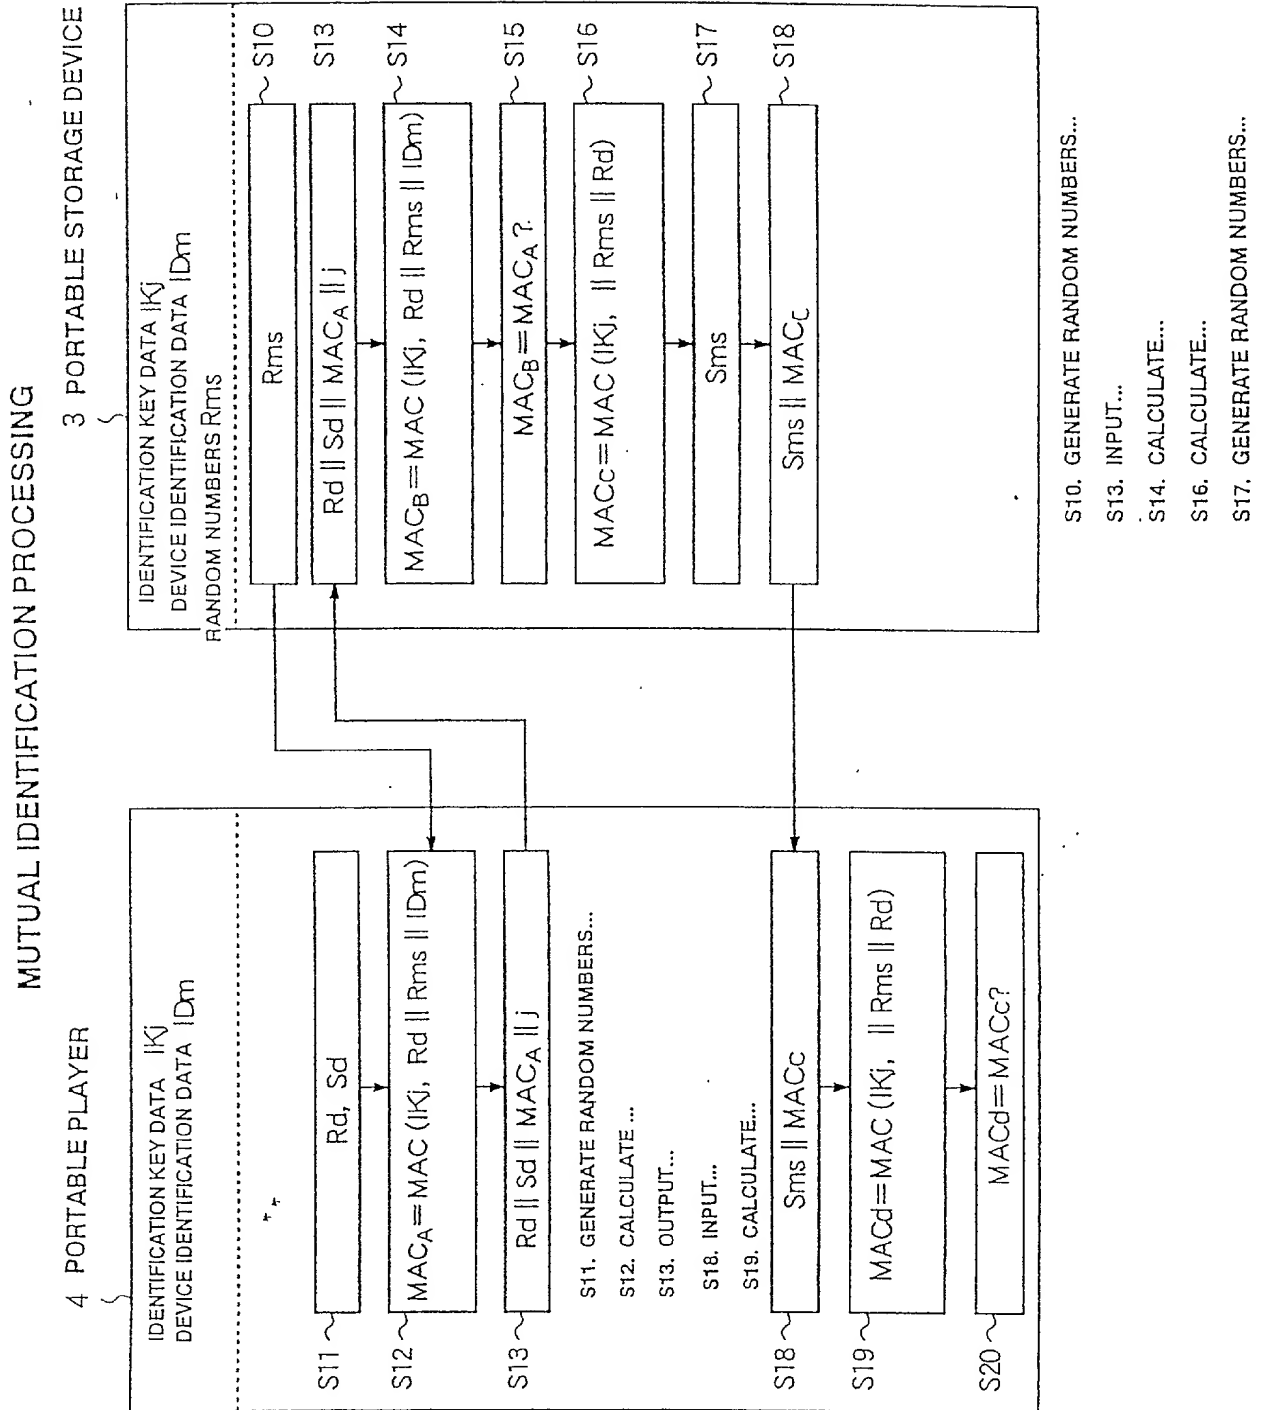 MUTUAL IDENTIFICATION PROCESSING
4 PORTABLE PLAYER
IDENTIFICATION KEY DATA IKj
DEVICE IDENTIFICATION DATA IDm
S11
Rd, Sd
S12
MACA=MAC (IKj, Rd || Rms || IDm)
S13
Rd || Sd || MACA || j
S11. GENERATE RANDOM NUMBERS...
S12. CALCULATE ...
S13. OUTPUT...
S18. INPUT...
S19. CALCULATE...
S18
Sms || MACc
S19
MACd=MAC (IKj, || Rms || Rd)
S20
MACd=MACc?
3 PORTABLE STORAGE DEVICE
IDENTIFICATION KEY DATA IKj
DEVICE IDENTIFICATION DATA IDm
RANDOM NUMBERS Rms
Rms
S10
Rd || Sd || MACA || j
S13
MACB=MAC (IKj, Rd || Rms || IDm)
S14
MACB=MACA?
S15
MACc=MAC (IKj, || Rms || Rd)
S16
Sms
S17
Sms || MACC
S18
S10. GENERATE RANDOM NUMBERS...
S13. INPUT...
S14. CALCULATE...
S16. CALCULATE...
S17. GENERATE RANDOM NUMBERS...